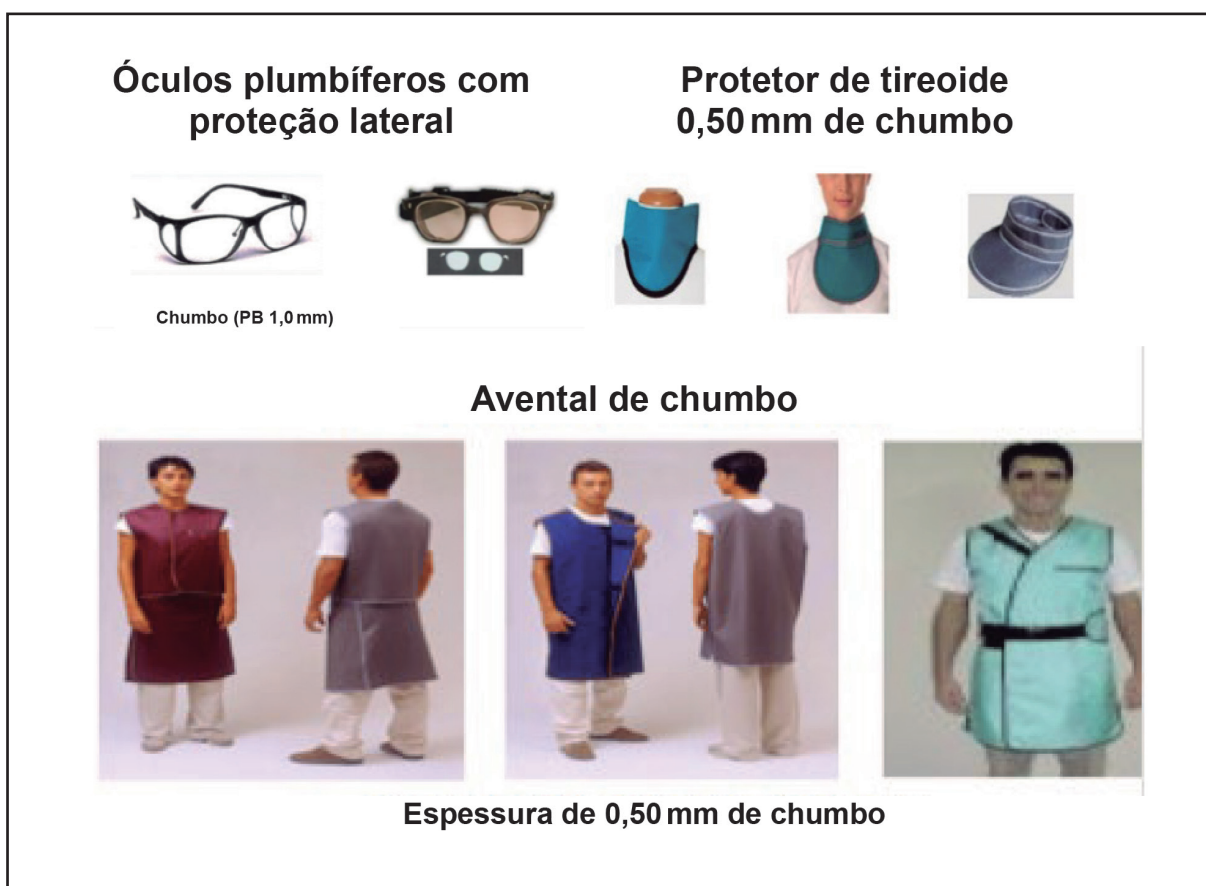 Óculos plumbíferos com
proteção lateral
Protetor de tireoide
0,50 mm de chumbo
Chumbo (PB 1,0 mm)
Avental de chumbo
Espessura de 0,50 mm de chumbo